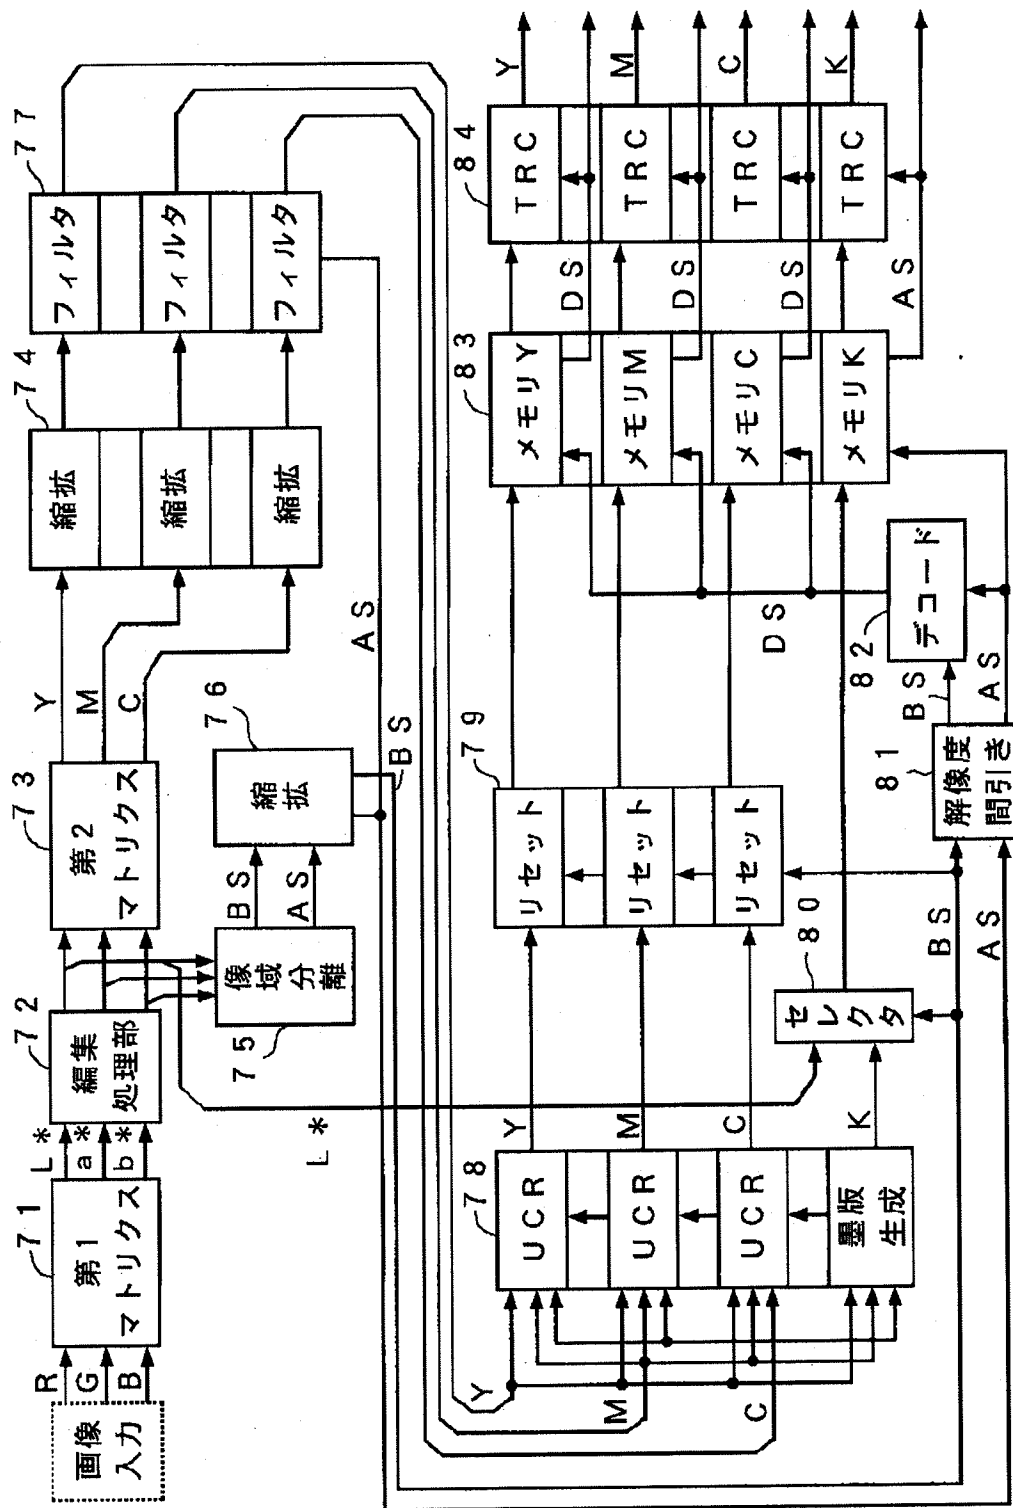 画像
入力
R
G
B
71
第1
マトリクス
L*
a*
b*
72
編集
処理部
73
第2
マトリクス
Y
M
C
74
縮拡
縮拡
縮拡
77
フィルタ
フィルタ
フィルタ
75
像域
分離
BS
AS
76
縮
拡
AS
BS
L*
Y
M
C
78
UCR
UCR
UCR
墨版
生成
Y
M
C
K
79
リセット
リセット
リセット
80
セレクタ
BS
AS
81
解像度
間引き
BS
AS
82
デコード
DS
83
メモリY
メモリM
メモリC
メモリK
DS
DS
DS
AS
84
TRC
TRC
TRC
TRC
Y
M
C
K